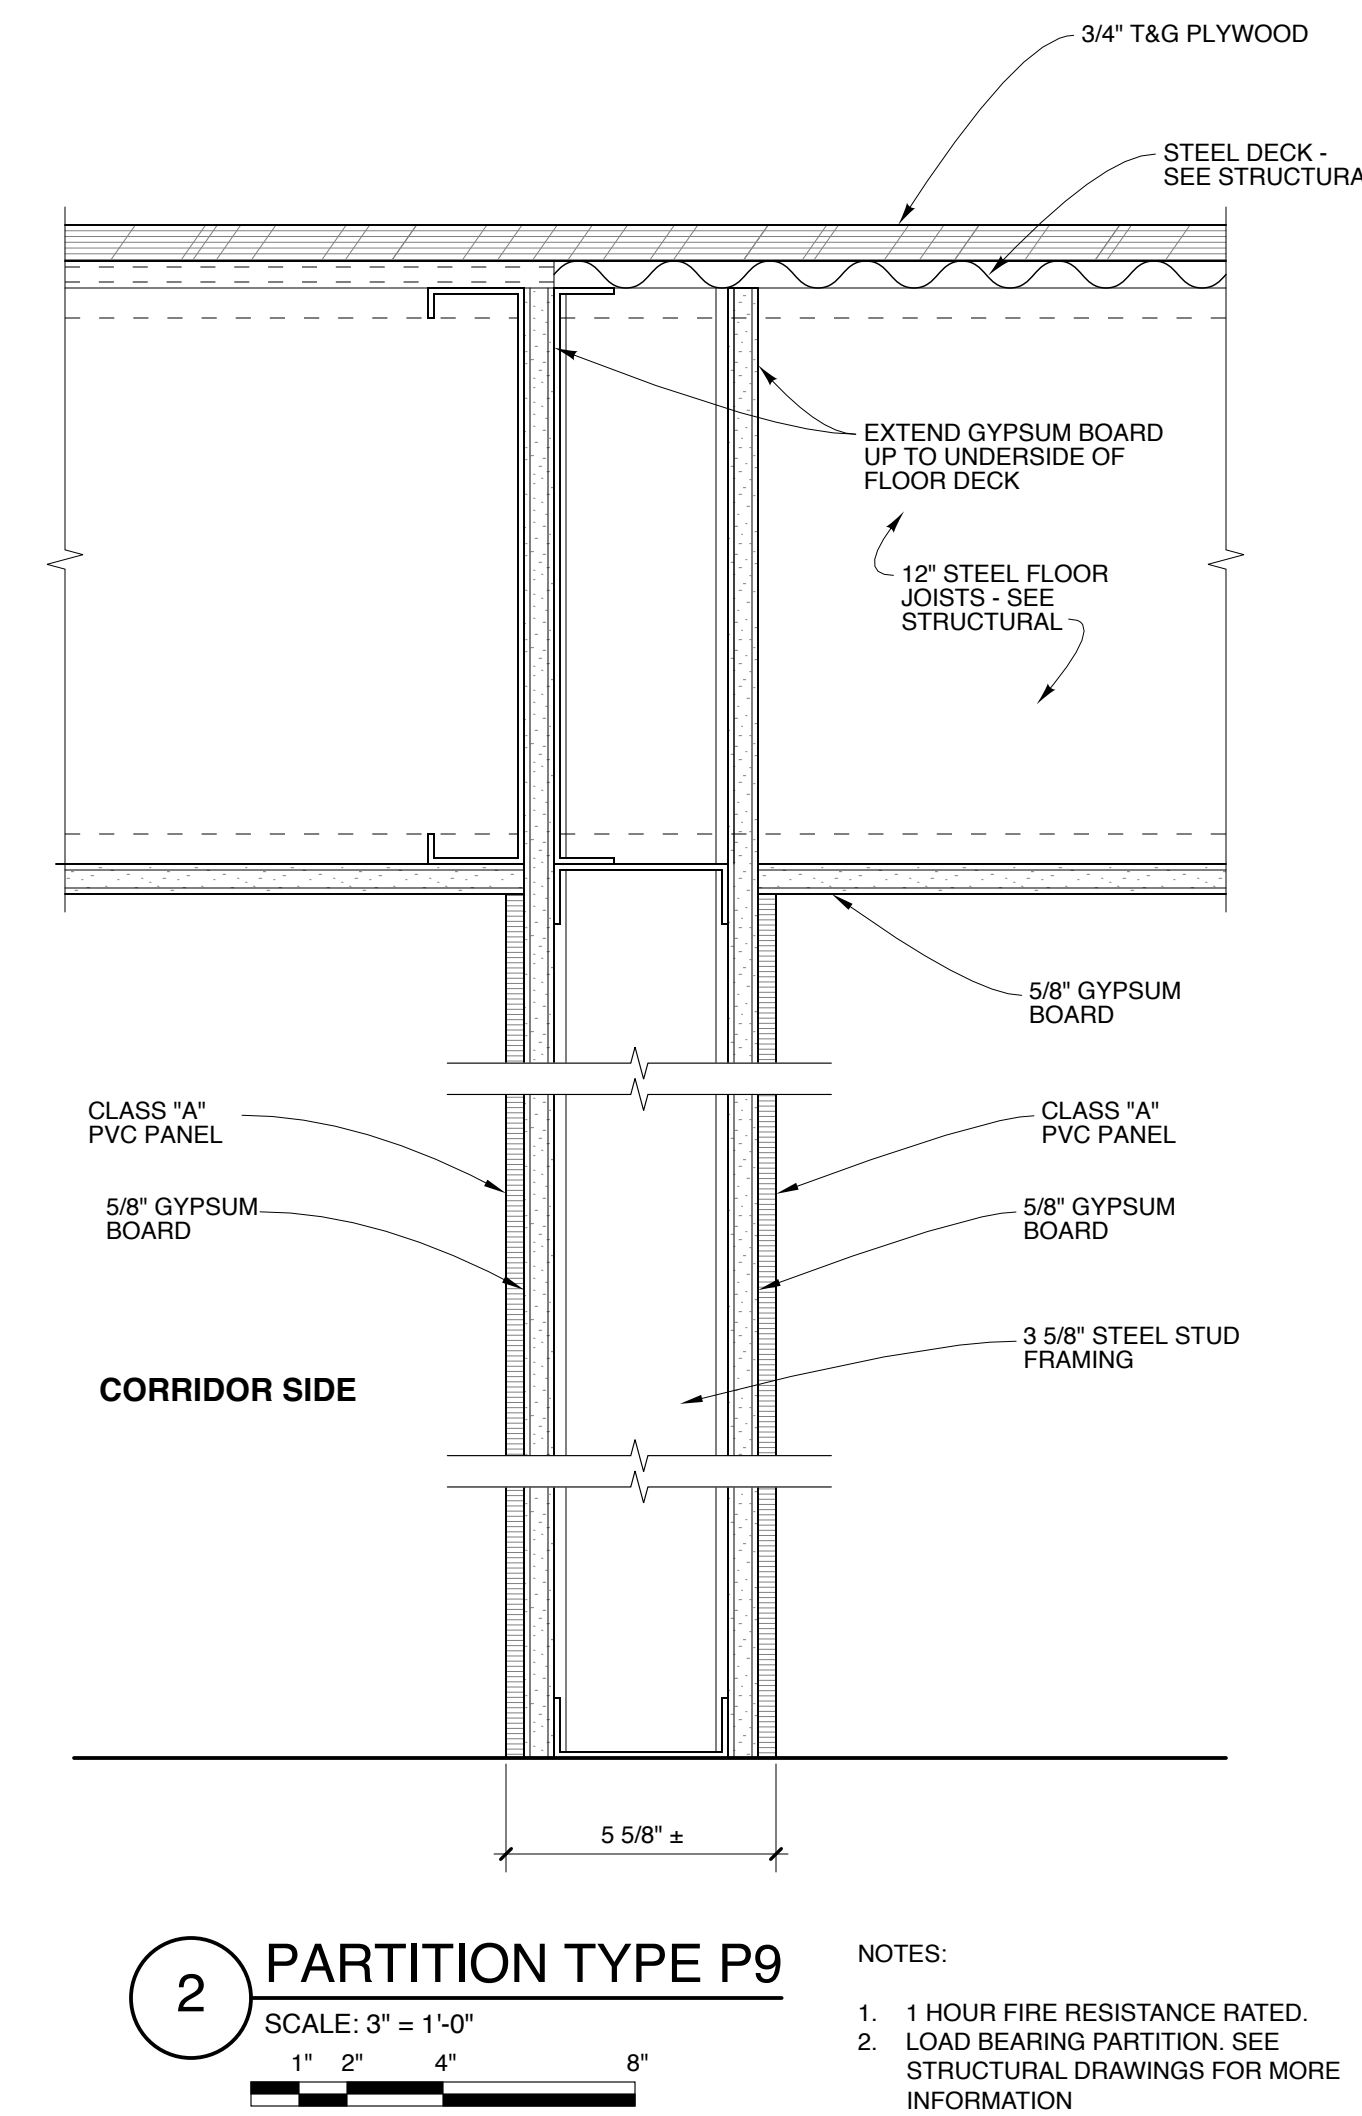 3/4" T&G PLYWOOD
STEEL DECK -
SEE STRUCTURA
EXTEND GYPSUM BOARD
UP TO UNDERSIDE OF
FLOOR DECK
12" STEEL FLOOR
JOISTS - SEE
STRUCTURAL
5/8" GYPSUM
BOARD
CLASS "A"
PVC PANEL
CLASS "A"
PVC PANEL
5/8" GYPSUM
BOARD
5/8" GYPSUM
BOARD
3 5/8" STEEL STUD
FRAMING
CORRIDOR SIDE
5 5/8" ±
2
PARTITION TYPE P9
SCALE: 3" = 1'-0"
1" 2" 4" 8"
NOTES:
1. 1 HOUR FIRE RESISTANCE RATED.
2. LOAD BEARING PARTITION. SEE
STRUCTURAL DRAWINGS FOR MORE
INFORMATION